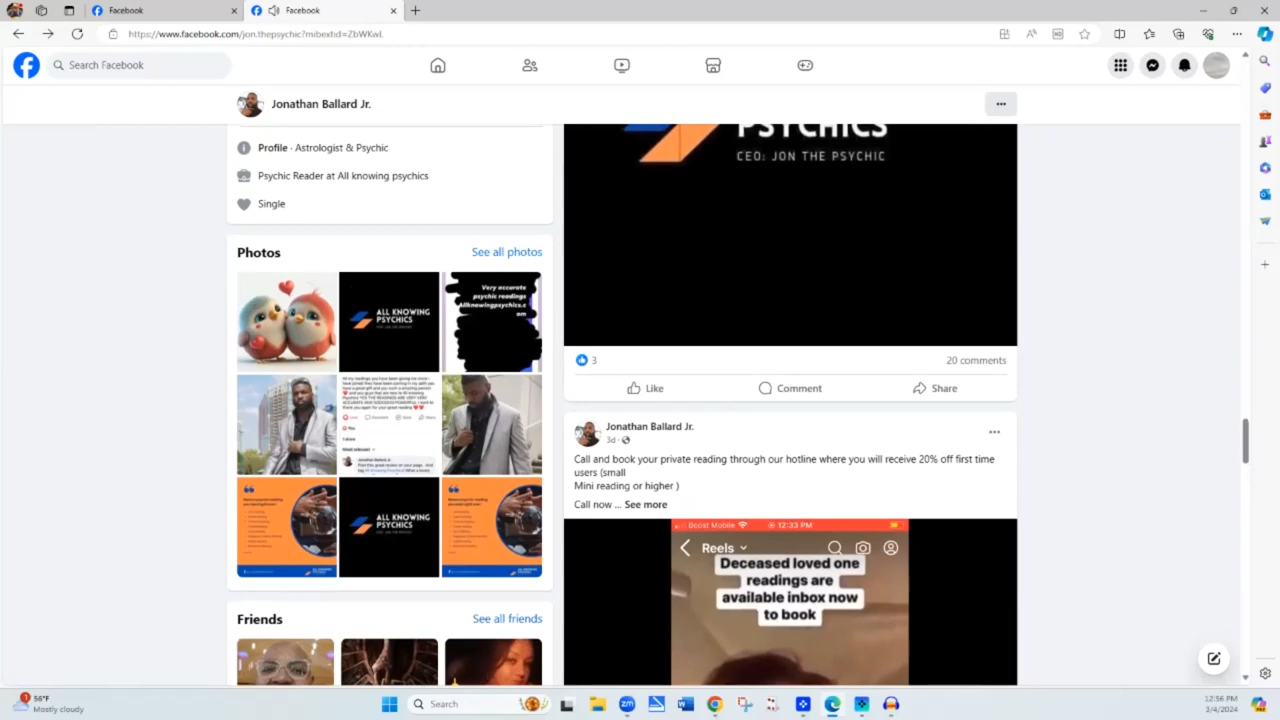 Facebook
Facebook
https://www.facebook.com/jon.thepsychic?mibextid=ZbWKwL
Search Facebook
Jonathan Ballard Jr.
Profile · Astrologist & Psychic
Psychic Reader at All knowing psychics
Single
Photos
See all photos
ALL KNOWING
PSYCHICS
Very accurate
psychic readings
Allknowingpsychics.c
om
ALL KNOWING
PSYCHICS
Friends
See all friends
PSYCHICS
CEO: JON THE PSYCHIC
3
20 comments
Like
Comment
Share
Jonathan Ballard Jr.
3d ·
Call and book your private reading through our hotline where you will receive 20% off first time
users (small
Mini reading or higher )
Call now ... See more
Boost Mobile
12:33 PM
Reels
Deceased loved one
readings are
available inbox now
to book
1
56°F
Mostly cloudy
Search
zm
12:56 PM
3/4/2024